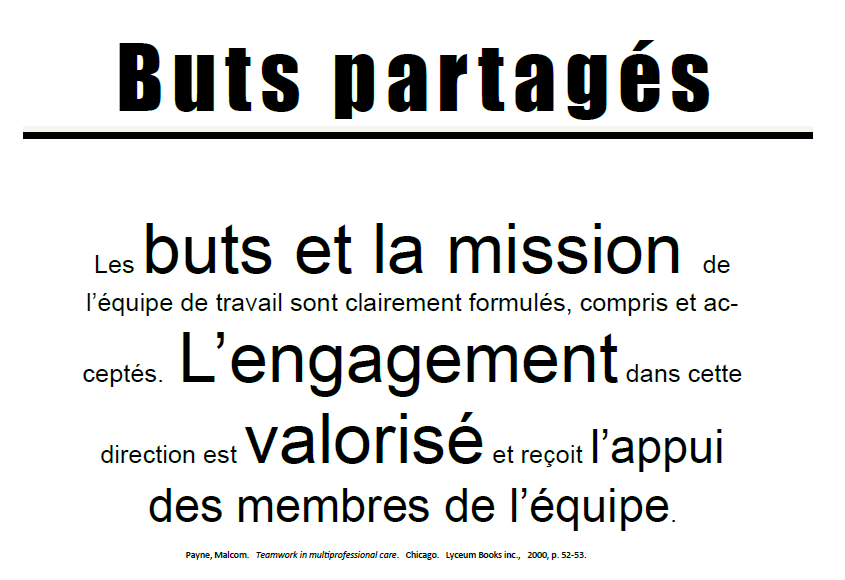 Buts partagés
Les buts et la mission de
l’équipe de travail sont clairement formulés, compris et ac-
ceptés. L’engagement dans cette
direction est valorisé et reçoit l’appui
des membres de l’équipe.
Payne, Malcom. Teamwork in multiprofessional care. Chicago. Lyceum Books inc., 2000, p. 52-53.